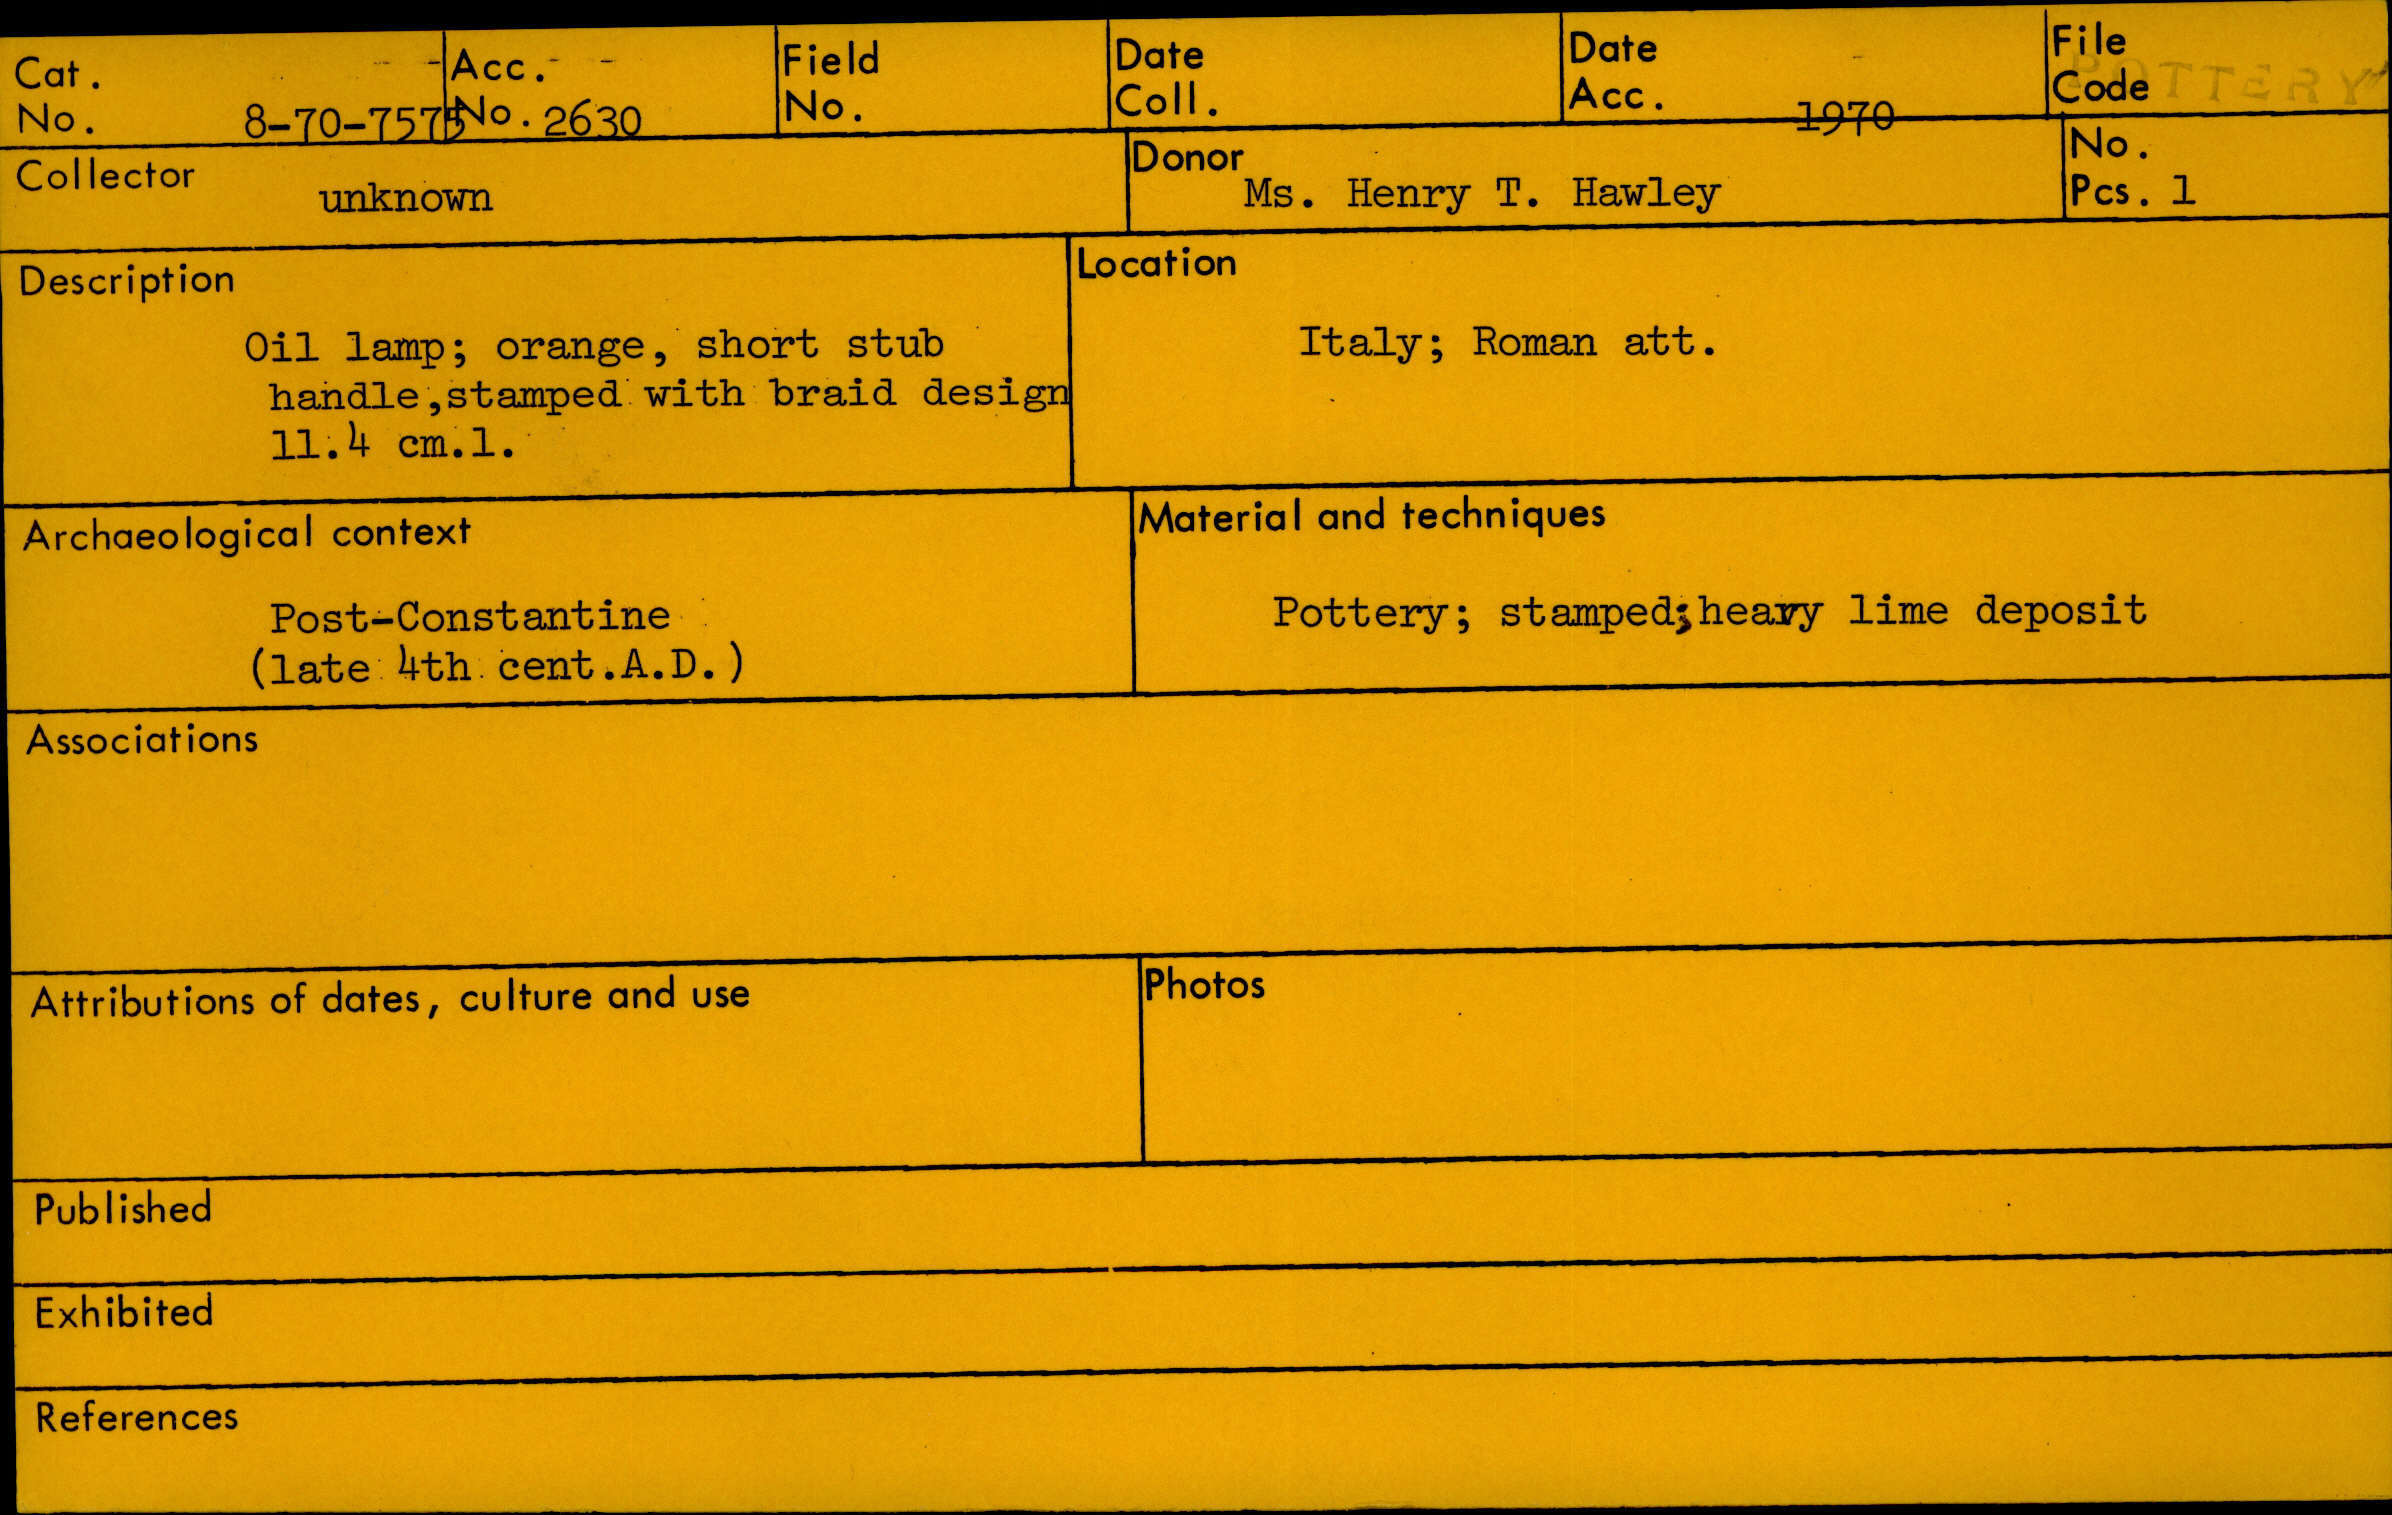 Cat. No. 8-70-7575
Acc. No. 2630
Field No.
Date Coll.
Date Acc. 1970
File Code POTTERY
Collector unknown
Donor Ms. Henry T. Hawley
No. Pcs. 1
Description
Oil lamp; orange, short stub
handle,stamped with braid design
11.4 cm.l.
Location
Italy; Roman att.
Archaeological context
Post-Constantine
(late 4th cent.A.D.)
Material and techniques
Pottery; stamped;heavy lime deposit
Associations
Attributions of dates, culture and use
Photos
Published
Exhibited
References